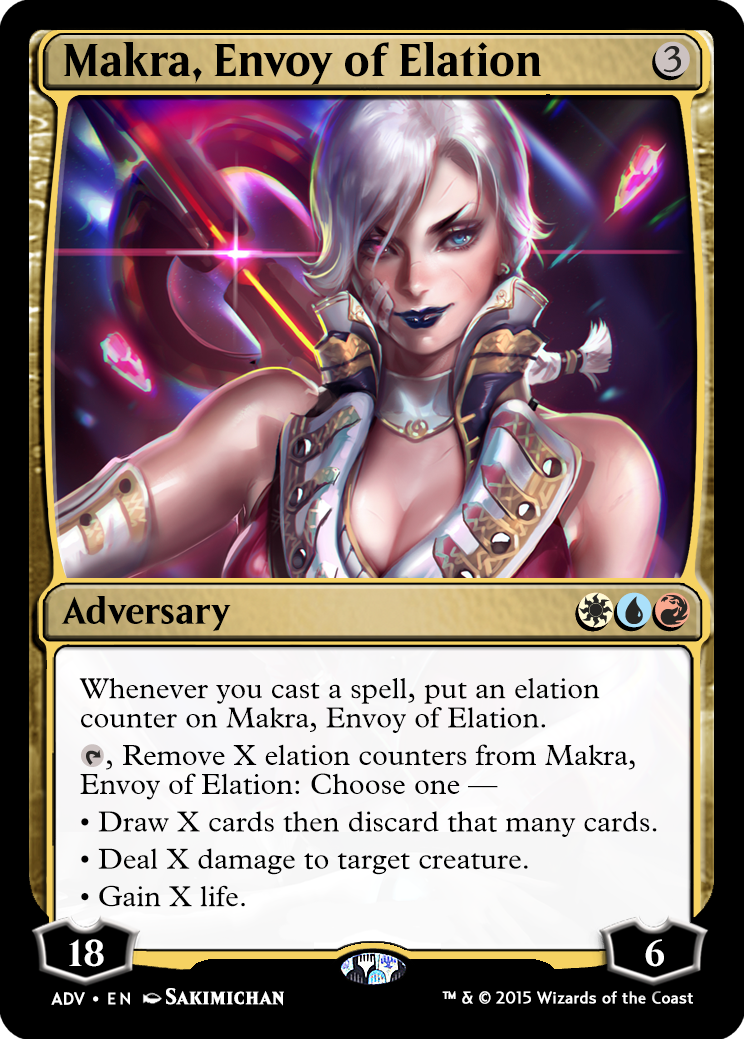 Makra, Envoy of Elation 3
Adversary
Whenever you cast a spell, put an elation
counter on Makra, Envoy of Elation.
, Remove X elation counters from Makra,
Envoy of Elation: Choose one —
• Draw X cards then discard that many cards.
• Deal X damage to target creature.
• Gain X life.
18 6
ADV • EN SAKIMICHAN ™ & © 2015 Wizards of the Coast